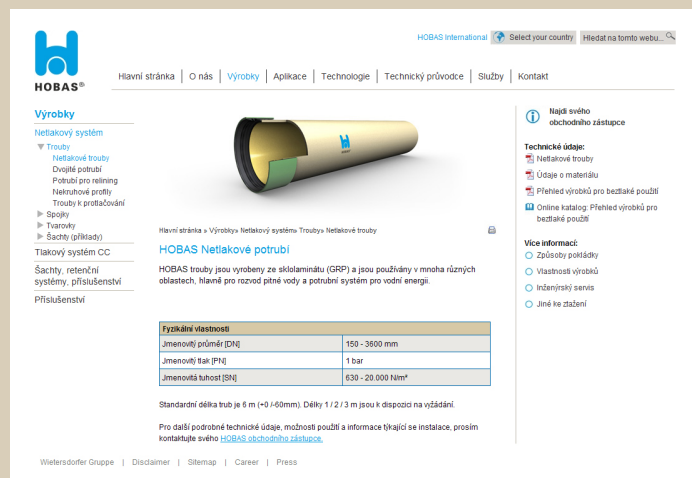 HOBAS International
Select your country
Hledat na tomto webu...
HOBAS®
Hlavní stránka | O nás | Výrobky | Aplikace | Technologie | Technický průvodce | Služby | Kontakt
Výrobky
Netlakový systém
Trouby
Netlakové trouby
Dvojité potrubí
Potrubí pro relining
Nekruhové profily
Trouby k protlačování
Spojky
Tvarovky
Šachty (příklady)
Tlakový systém CC
Šachty, retenční
systémy, příslušenství
Příslušenství
Hlavní stránka » Výrobky» Netlakový systém» Trouby» Netlakové trouby
HOBAS Netlakové potrubí
HOBAS trouby jsou vyrobeny ze sklolaminátu (GRP) a jsou používány v mnoha různých
oblastech, hlavně pro rozvod pitné vody a potrubní systém pro vodní energii.
Fyzikální vlastnosti
Jmenovitý průměr [DN] 150 - 3600 mm
Jmenovitý tlak [PN] 1 bar
Jmenovitá tuhost [SN] 630 - 20.000 N/m²
Standardní délka trub je 6 m (+0 /-60mm). Délky 1 / 2 / 3 m jsou k dispozici na vyžádání.
Pro další podrobné technické údaje, možnosti použití a informace týkající se instalace, prosím
kontaktujte svého HOBAS obchodního zástupce.
Najdi svého
obchodního zástupce
Technické údaje:
Netlakové trouby
Údaje o materiálu
Přehled výrobků pro beztlaké použití
Online katalog: Přehled výrobků pro
beztlaké použití
Více informací:
Způsoby pokládky
Vlastnosti výrobků
Inženýrský servis
Jiné ke ztažení
Wietersdorfer Gruppe | Disclaimer | Sitemap | Career | Press